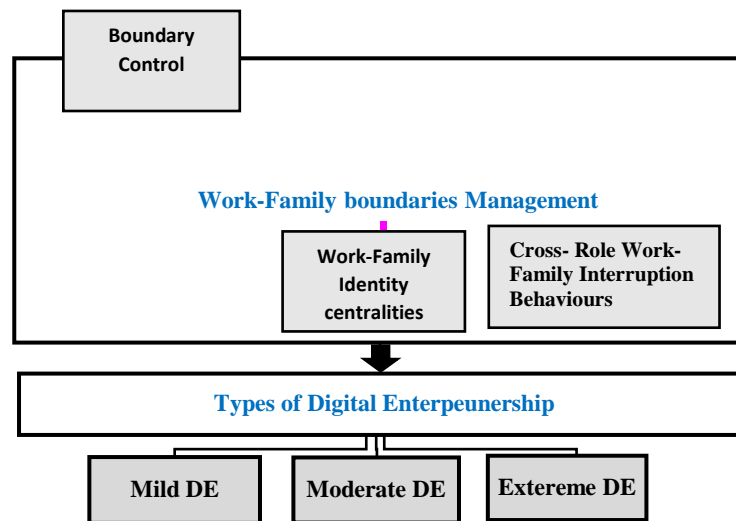 Boundary
Control
Work-Family boundaries Management
Work-Family
Identity
centralities
Cross- Role Work-
Family Interruption
Behaviours
Types of Digital Enterpeunership
Mild DE
Moderate DE
Extereme DE